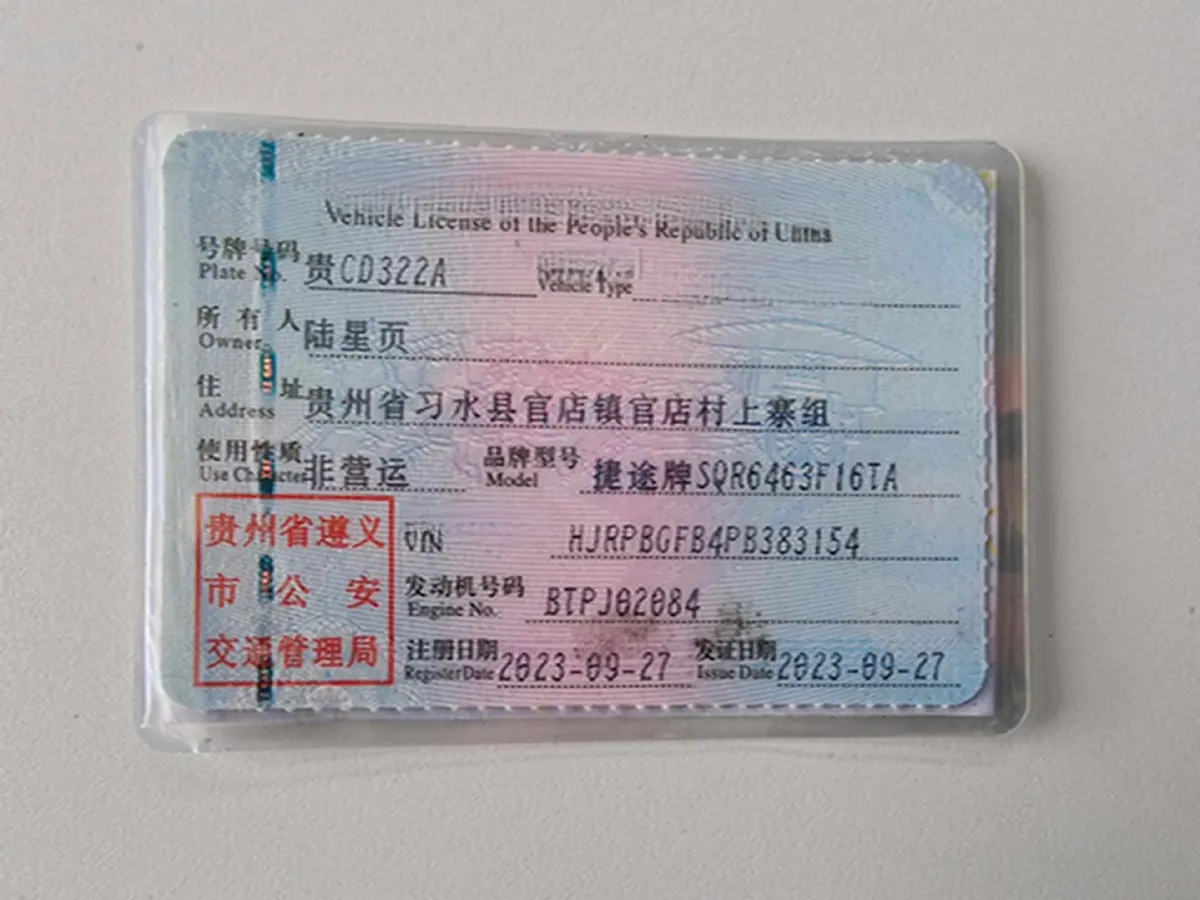 Vehicle License of the People's Republic of China
号牌号码 贵CD322A
Plate No. Vehicle Type
所有人 陆星页
Owner
住址 贵州省习水县官店镇官店村上寨组
Address
使用性质 非营运 品牌型号 捷途牌SQR6463F16TA
Use Character Model
贵州省遵义
市公安
交通管理局
VIN HJRPBGFB4PB383154
发动机号码 BTPJ02084
Engine No.
注册日期 2023-09-27 发证日期 2023-09-27
Register Date Issue Date